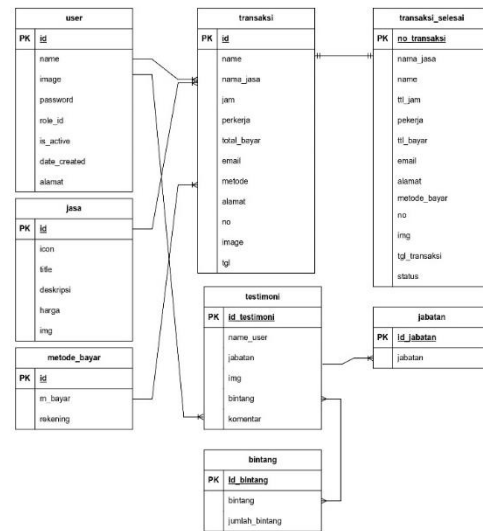 user
PK id
name
image
password
role_id
is_active
date_created
alamat
jasa
PK id
icon
title
deskripsi
harga
img
metode_bayar
PK id
m_bayar
rekening
transaksi
PK id
name
nama_jasa
jam
perkerja
total_bayar
email
metode
alamat
no
image
tgl
testimoni
PK id_testimoni
name_user
jabatan
img
bintang
komentar
bintang
PK Id_bintang
bintang
jumlah_bintang
transaksi_selesai
PK no_transaksi
nama_jasa
name
ttl_jam
pekerja
ttl_bayar
email
alamat
metode_bayar
no
img
tgl_transaksi
status
jabatan
PK id_jabatan
jabatan